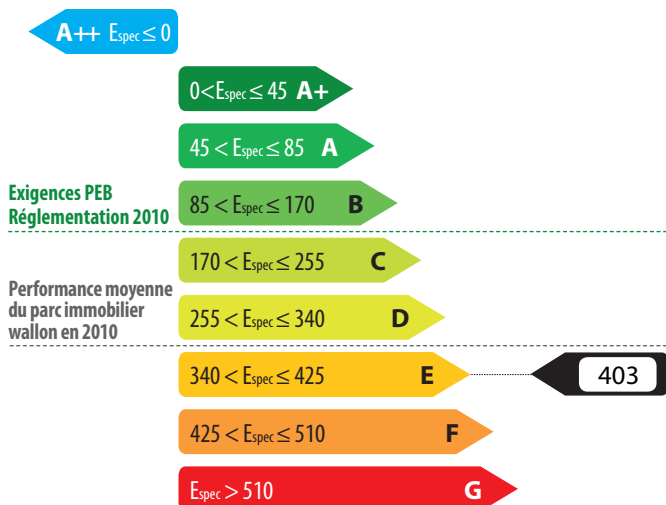 A++ Espec ≤ 0
0<Espec ≤ 45 A+
45 < Espec ≤ 85 A
Exigences PEB
Réglementation 2010
85 < Espec ≤ 170 B
170 < Espec ≤ 255 C
Performance moyenne
du parc immobilier
wallon en 2010
255 < Espec ≤ 340 D
340 < Espec ≤ 425 E
403
425 < Espec ≤ 510 F
Espec > 510 G